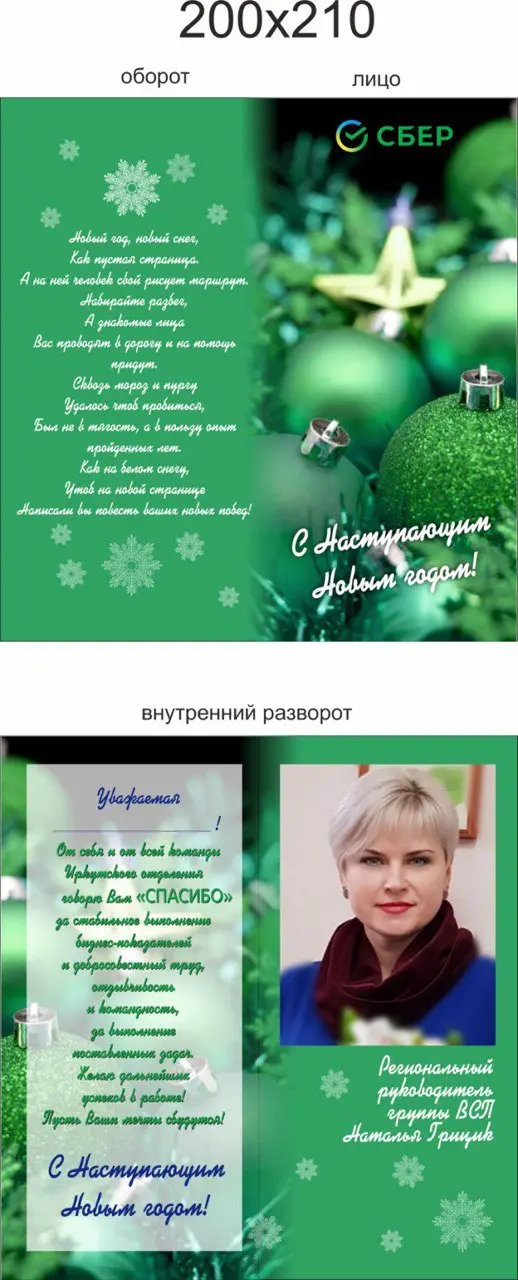 200x210
оборот
лицо
СБЕР
Новый год, новый снег,
Как пустая страница.
А на ней человек свой рисует маршрут.
Набирайте разбег,
А знакомые лица
Вас проводят в дорогу и на помощь
придут.
Сквозь мороз и пургу
Удалось чтоб пробиться,
Был не в тягость, а в пользу опыт
пройденных лет.
Как на белом снегу,
Чтоб на новой странице
Написали вы повесть ваших новых побед!
С Наступающим
Новым годом!
внутренний разворот
Уважаемая
____________________!
От себя и от всей команды
Иркутского отделения
говорю Вам «СПАСИБО»
за стабильное выполнение
бизнес-показателей
и добросовестный труд,
отзывчивость
и командность,
за выполнение
поставленных задач.
Желаю дальнейших
успехов в работе!
Пусть Ваши мечты сбудутся!
С Наступающим
Новым годом!
Региональный
руководитель
группы ВСП
Наталья Грицик